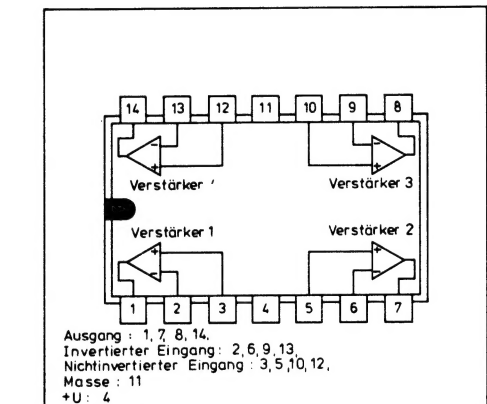 14 13 12 11 10 9 8
- + - +
Verstärker Verstärker 3
Verstärker 1 Verstärker 2
+ - + -
1 2 3 4 5 6 7
Ausgang : 1, 7, 8, 14.
Invertierter Eingang : 2, 6, 9, 13,
Nichtinvertierter Eingang : 3, 5, 10, 12,
Masse : 11
+U : 4